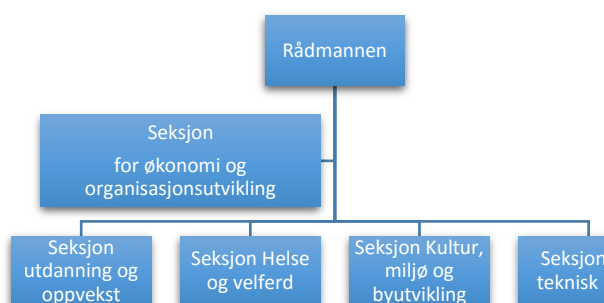 Rådmannen
Seksjon
for økonomi og
organisasjonsutvikling
Seksjon
utdanning og
oppvekst
Seksjon Helse
og velferd
Seksjon Kultur,
miljø og
byutvikling
Seksjon
teknisk